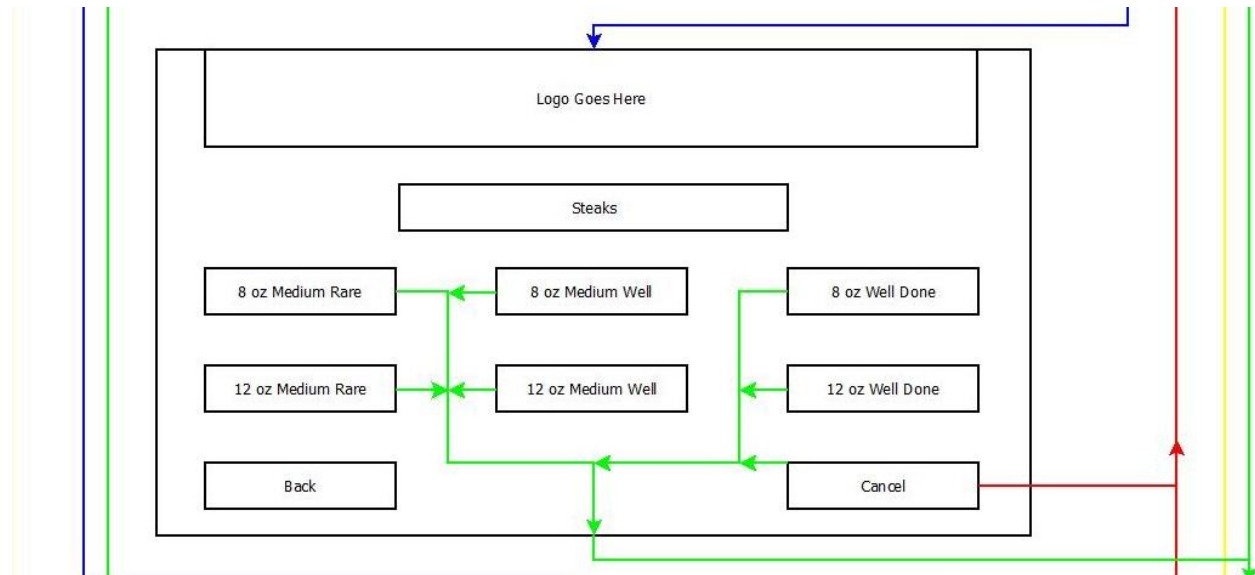 Logo Goes Here
Steaks
8 oz Medium Rare
8 oz Medium Well
8 oz Well Done
12 oz Medium Rare
12 oz Medium Well
12 oz Well Done
Back
Cancel